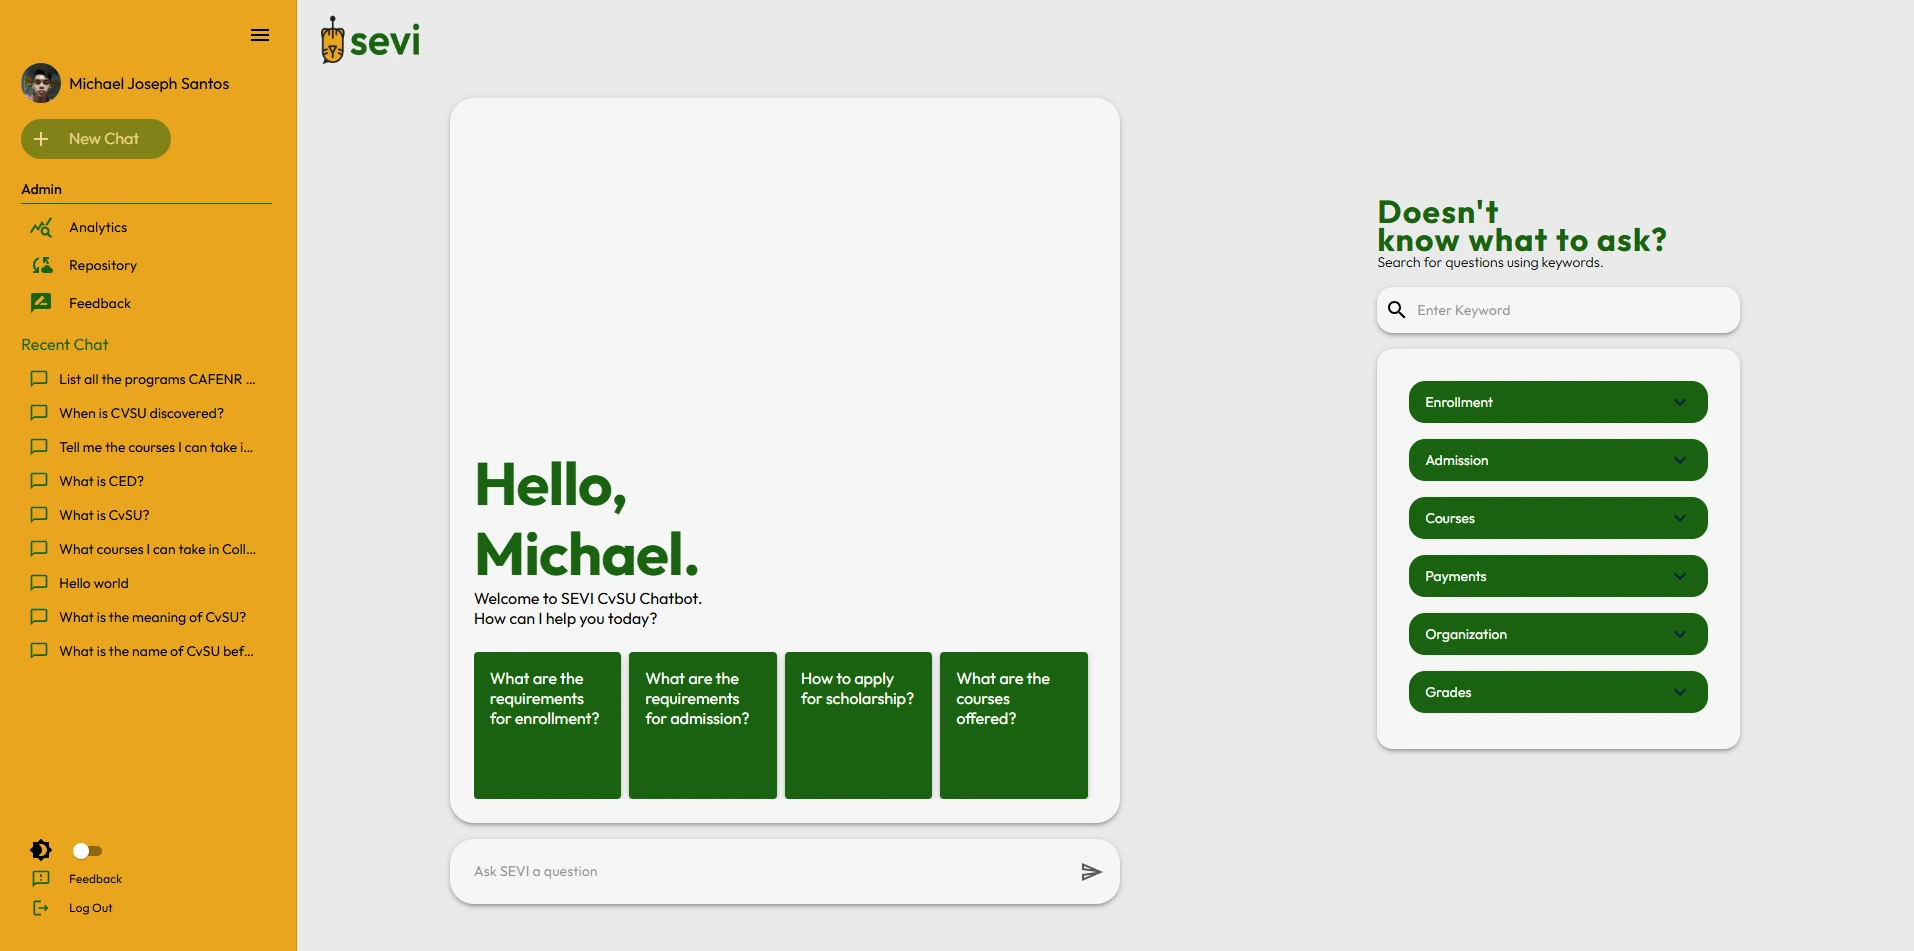 Michael Joseph Santos
New Chat
Admin
Analytics
Repository
Feedback
Recent Chat
List all the programs CAFENR ...
When is CVSU discovered?
Tell me the courses I can take i...
What is CED?
What is CvSU?
What courses I can take in Coll...
Hello world
What is the meaning of CvSU?
What is the name of CvSU bef...
Feedback
Log Out
sevi
Hello,
Michael.
Welcome to SEVI CvSU Chatbot.
How can I help you today?
What are the
requirements
for enrollment?
What are the
requirements
for admission?
How to apply
for scholarship?
What are the
courses
offered?
Ask SEVI a question
Doesn't
know what to ask?
Search for questions using keywords.
Enter Keyword
Enrollment
Admission
Courses
Payments
Organization
Grades